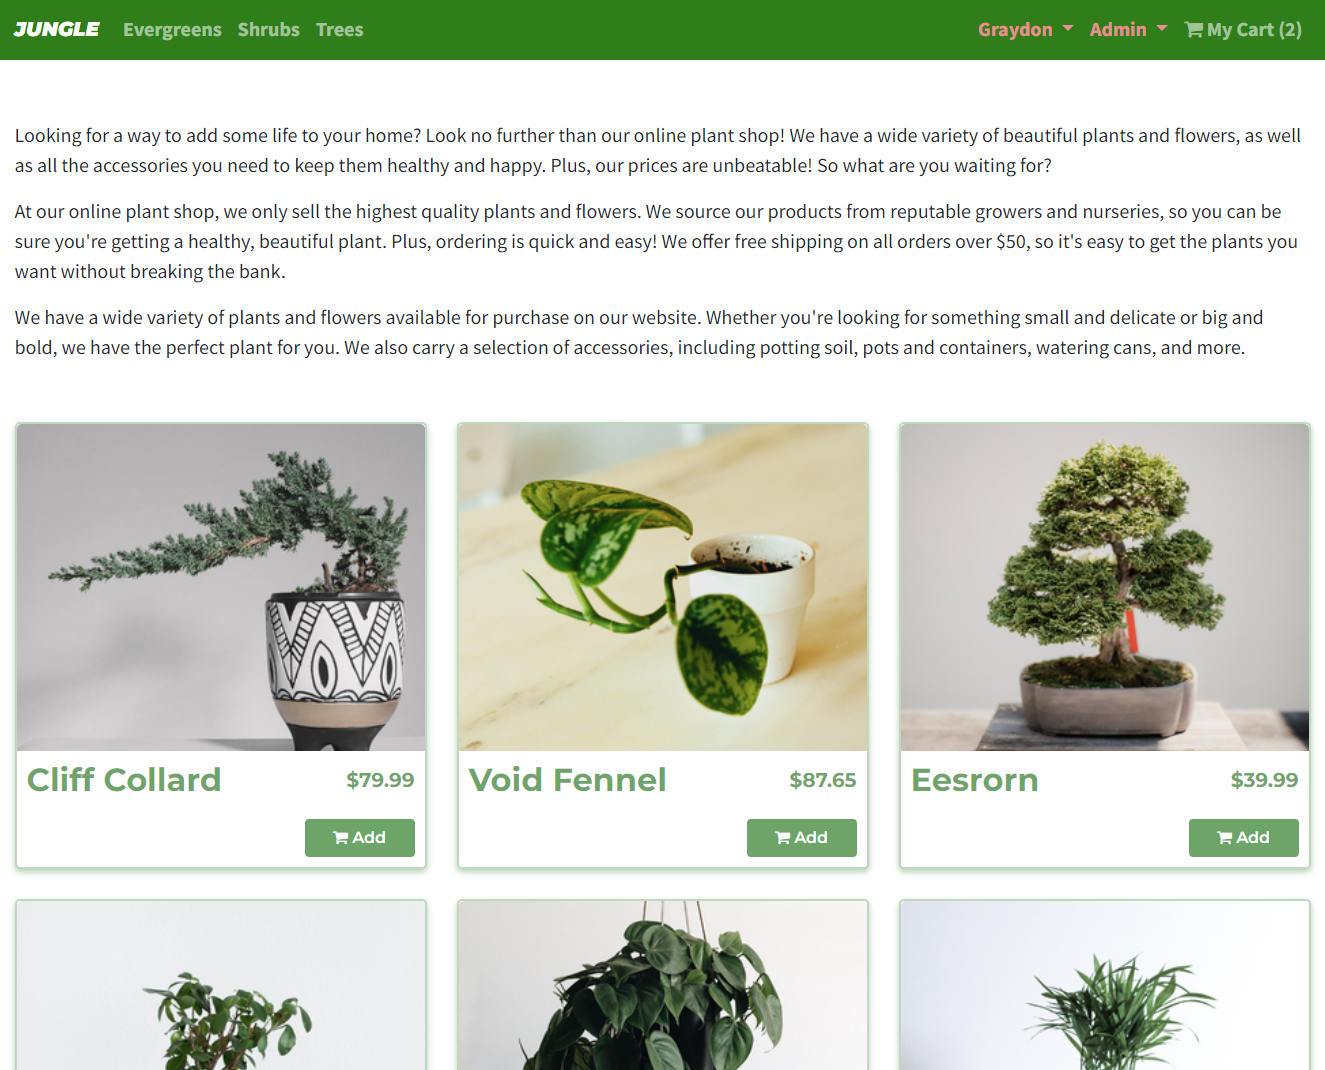 JUNGLE Evergreens Shrubs Trees Graydon Admin My Cart (2)
Looking for a way to add some life to your home? Look no further than our online plant shop! We have a wide variety of beautiful plants and flowers, as well
as all the accessories you need to keep them healthy and happy. Plus, our prices are unbeatable! So what are you waiting for?
At our online plant shop, we only sell the highest quality plants and flowers. We source our products from reputable growers and nurseries, so you can be
sure you're getting a healthy, beautiful plant. Plus, ordering is quick and easy! We offer free shipping on all orders over $50, so it's easy to get the plants you
want without breaking the bank.
We have a wide variety of plants and flowers available for purchase on our website. Whether you're looking for something small and delicate or big and
bold, we have the perfect plant for you. We also carry a selection of accessories, including potting soil, pots and containers, watering cans, and more.
Cliff Collard $79.99
Add
Void Fennel $87.65
Add
Eesrorn $39.99
Add